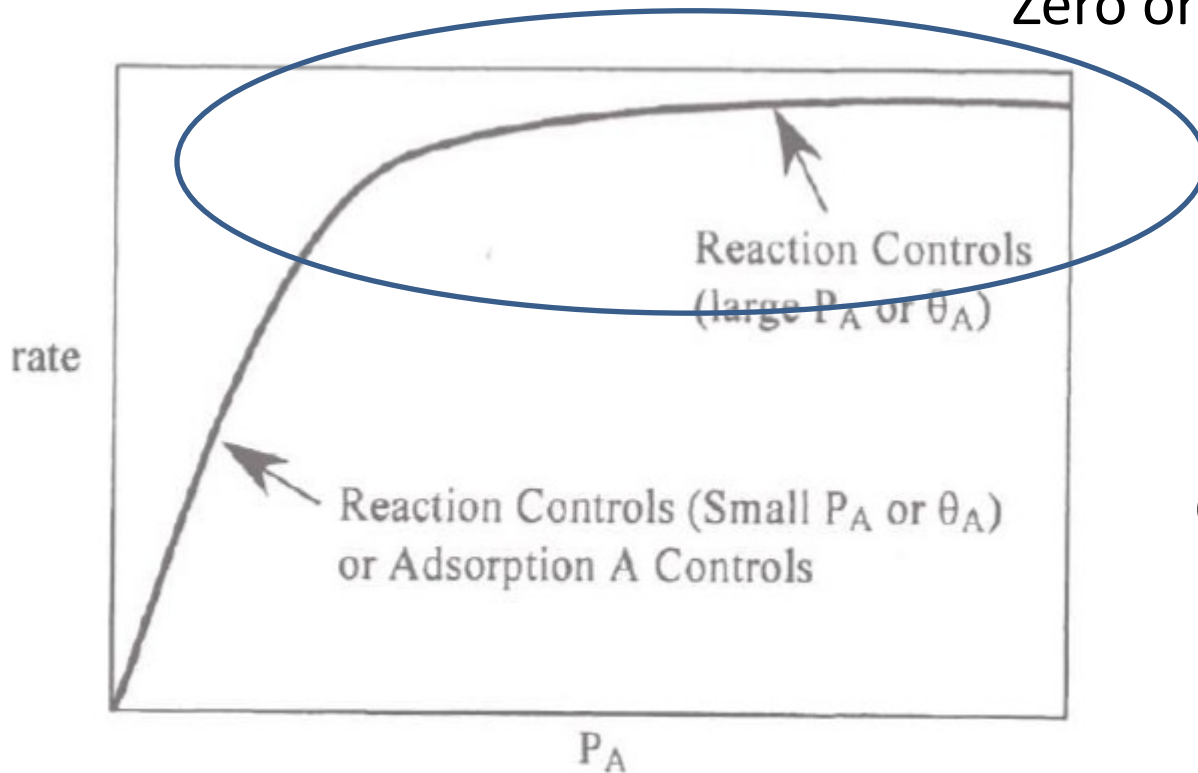 Zero or
Reaction Controls
(large P_A or θ_A)
rate
Reaction Controls (Small P_A or θ_A)
or Adsorption A Controls
P_A